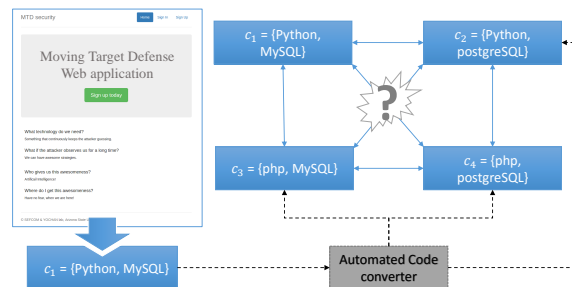 MTD security
Home
Sign In
Sign Up
Moving Target Defense
Web application
Sign up today
What technology do we need?
Something that continuously keeps the attacker guessing
What if the attacker observes us for a long time?
We can have awesome strategies.
Who gives us this awesomeness?
Artificial Intelligence!
Where do I get this awesomeness?
Have no fear, when we are here!
c₁ = {Python, MySQL}
c₁ = {Python,
MySQL}
c₂ = {Python,
postgreSQL}
?
c₃ = {php, MySQL}
c₄ = {php,
postgreSQL}
Automated Code
converter